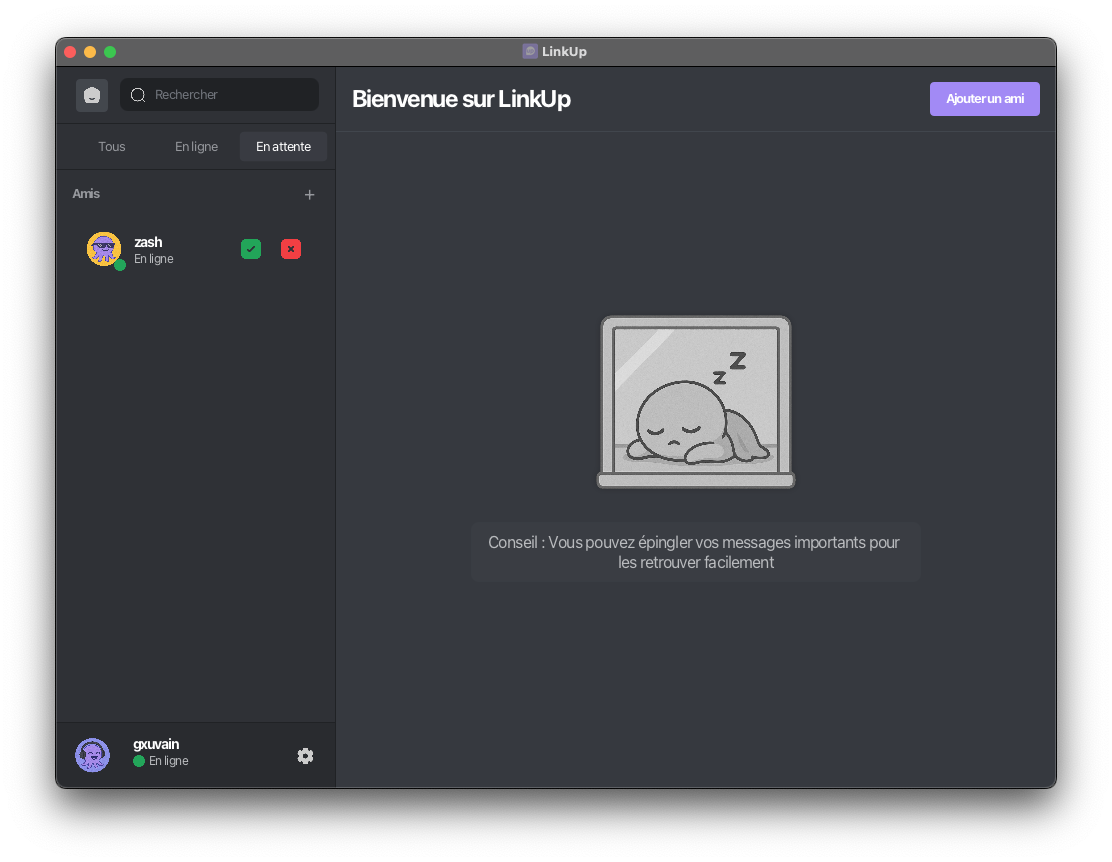 LinkUp
Rechercher
Bienvenue sur LinkUp
Ajouter un ami
Tous
En ligne
En attente
Amis
+
zash
En ligne
z
Z
Conseil : Vous pouvez épingler vos messages importants pour
les retrouver facilement
gxuvain
En ligne